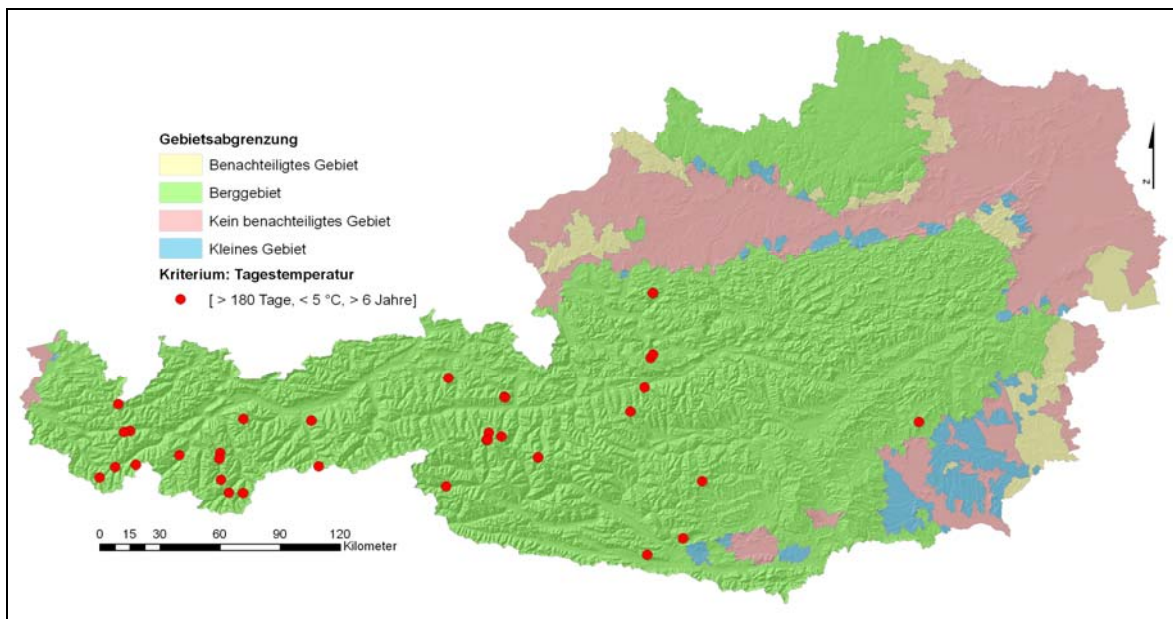 Gebietsabgrenzung
Benachteiligtes Gebiet
Berggebiet
Kein benachteiligtes Gebiet
Kleines Gebiet
Kriterium: Tagestemperatur
[ > 180 Tage, < 5 °C, > 6 Jahre]
N
0 15 30 60 90 120
Kilometer